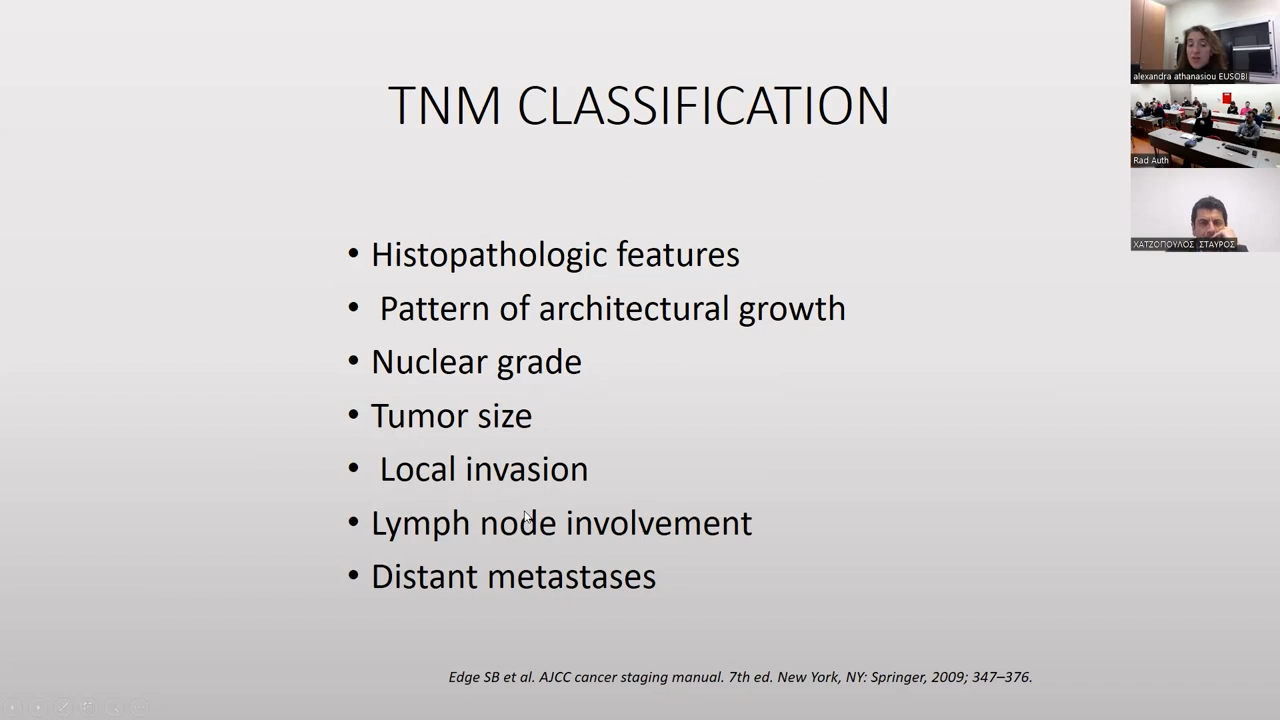 TNM CLASSIFICATION
• Histopathologic features
• Pattern of architectural growth
• Nuclear grade
• Tumor size
• Local invasion
• Lymph node involvement
• Distant metastases
Edge SB et al. AJCC cancer staging manual. 7th ed. New York, NY: Springer, 2009; 347–376.
alexandra athanasiou EUSOBI
Rad Auth
ΧΑΤΖΟΠΟΥΛΟΣ ΣΤΑΥΡΟΣ